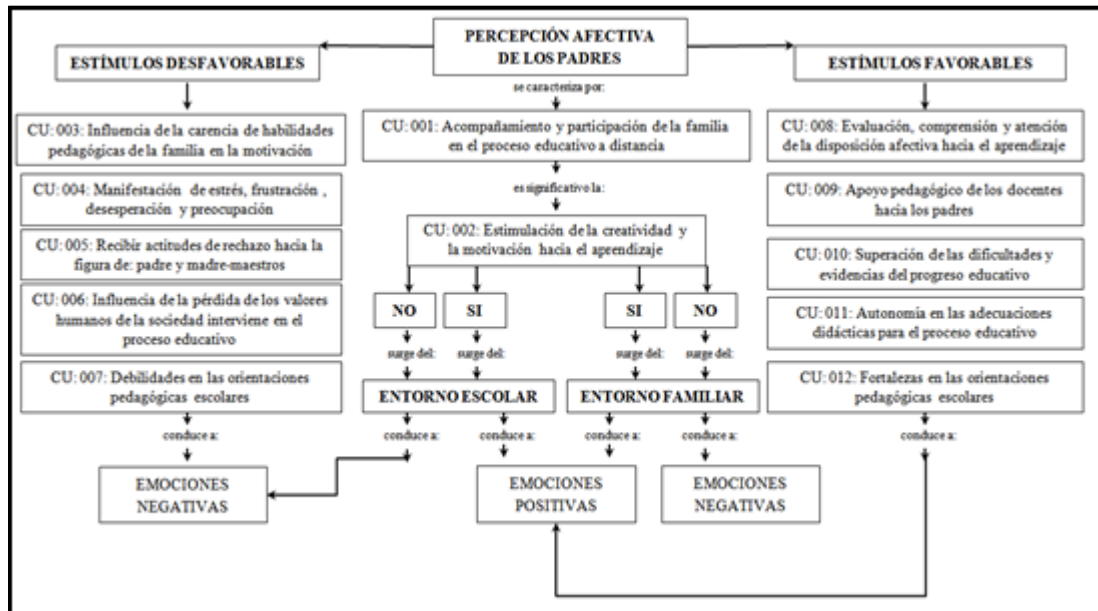 PERCEPCIÓN AFECTIVA
DE LOS PADRES
ESTÍMULOS DESFAVORABLES
ESTÍMULOS FAVORABLES
se caracteriza por:
CU: 003: Influencia de la carencia de habilidades
pedagógicas de la familia en la motivación
CU: 004: Manifestación de estrés, frustración ,
desesperación y preocupación
CU: 005: Recibir actitudes de rechazo hacia la
figura de: padre y madre-maestros
CU: 006: Influencia de la pérdida de los valores
humanos de la sociedad interviene en el
proceso educativo
CU: 007: Debilidades en las orientaciones
pedagógicas escolares
conduce a:
EMOCIONES
NEGATIVAS
CU: 001: Acompañamiento y participación de la familia
en el proceso educativo a distancia
es significativo la:
CU: 002: Estimulación de la creatividad y
la motivación hacia el aprendizaje
NO
SI
SI
NO
surge del:
surge del:
surge del:
surge del:
ENTORNO ESCOLAR
ENTORNO FAMILIAR
conduce a:
conduce a:
conduce a:
conduce a:
EMOCIONES
POSITIVAS
EMOCIONES
NEGATIVAS
CU: 008: Evaluación, comprensión y atención
de la disposición afectiva hacia el aprendizaje
CU: 009: Apoyo pedagógico de los docentes
hacia los padres
CU: 010: Superación de las dificultades y
evidencias del progreso educativo
CU: 011: Autonomía en las adecuaciones
didácticas para el proceso educativo
CU: 012: Fortalezas en las orientaciones
pedagógicas escolares
conduce a: